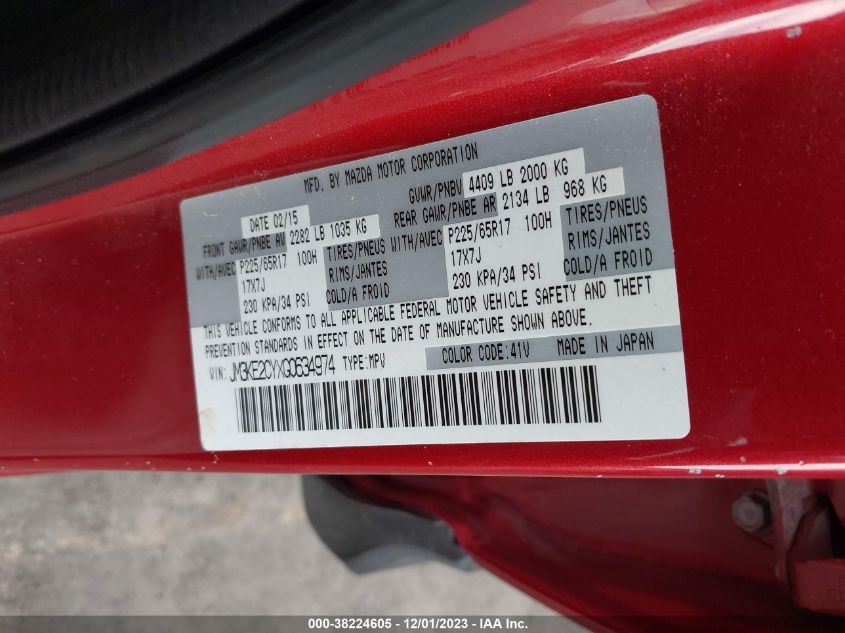 MFD. BY MAZDA MOTOR CORPORATION
DATE 02/15 GVWR/PNBV 4409 LB 2000 KG
FRONT GAWR/PNBE AV 2282 LB 1035 KG REAR GAWR/PNBE AR 2134 LB 968 KG
WITH/AVEC P225/65R17 100H TIRES/PNEUS WITH/AVEC P225/65R17 100H TIRES/PNEUS
17X7J RIMS/JANTES 17X7J RIMS/JANTES
230 KPA/34 PSI COLD/A FROID 230 KPA/34 PSI COLD/A FROID
THIS VEHICLE CONFORMS TO ALL APPLICABLE FEDERAL MOTOR VEHICLE SAFETY AND THEFT
PREVENTION STANDARDS IN EFFECT ON THE DATE OF MANUFACTURE SHOWN ABOVE.
VIN: JM3KE2CYXG0634974 TYPE:MPV COLOR CODE:41V MADE IN JAPAN
000-38224605 - 12/01/2023 - IAA Inc.